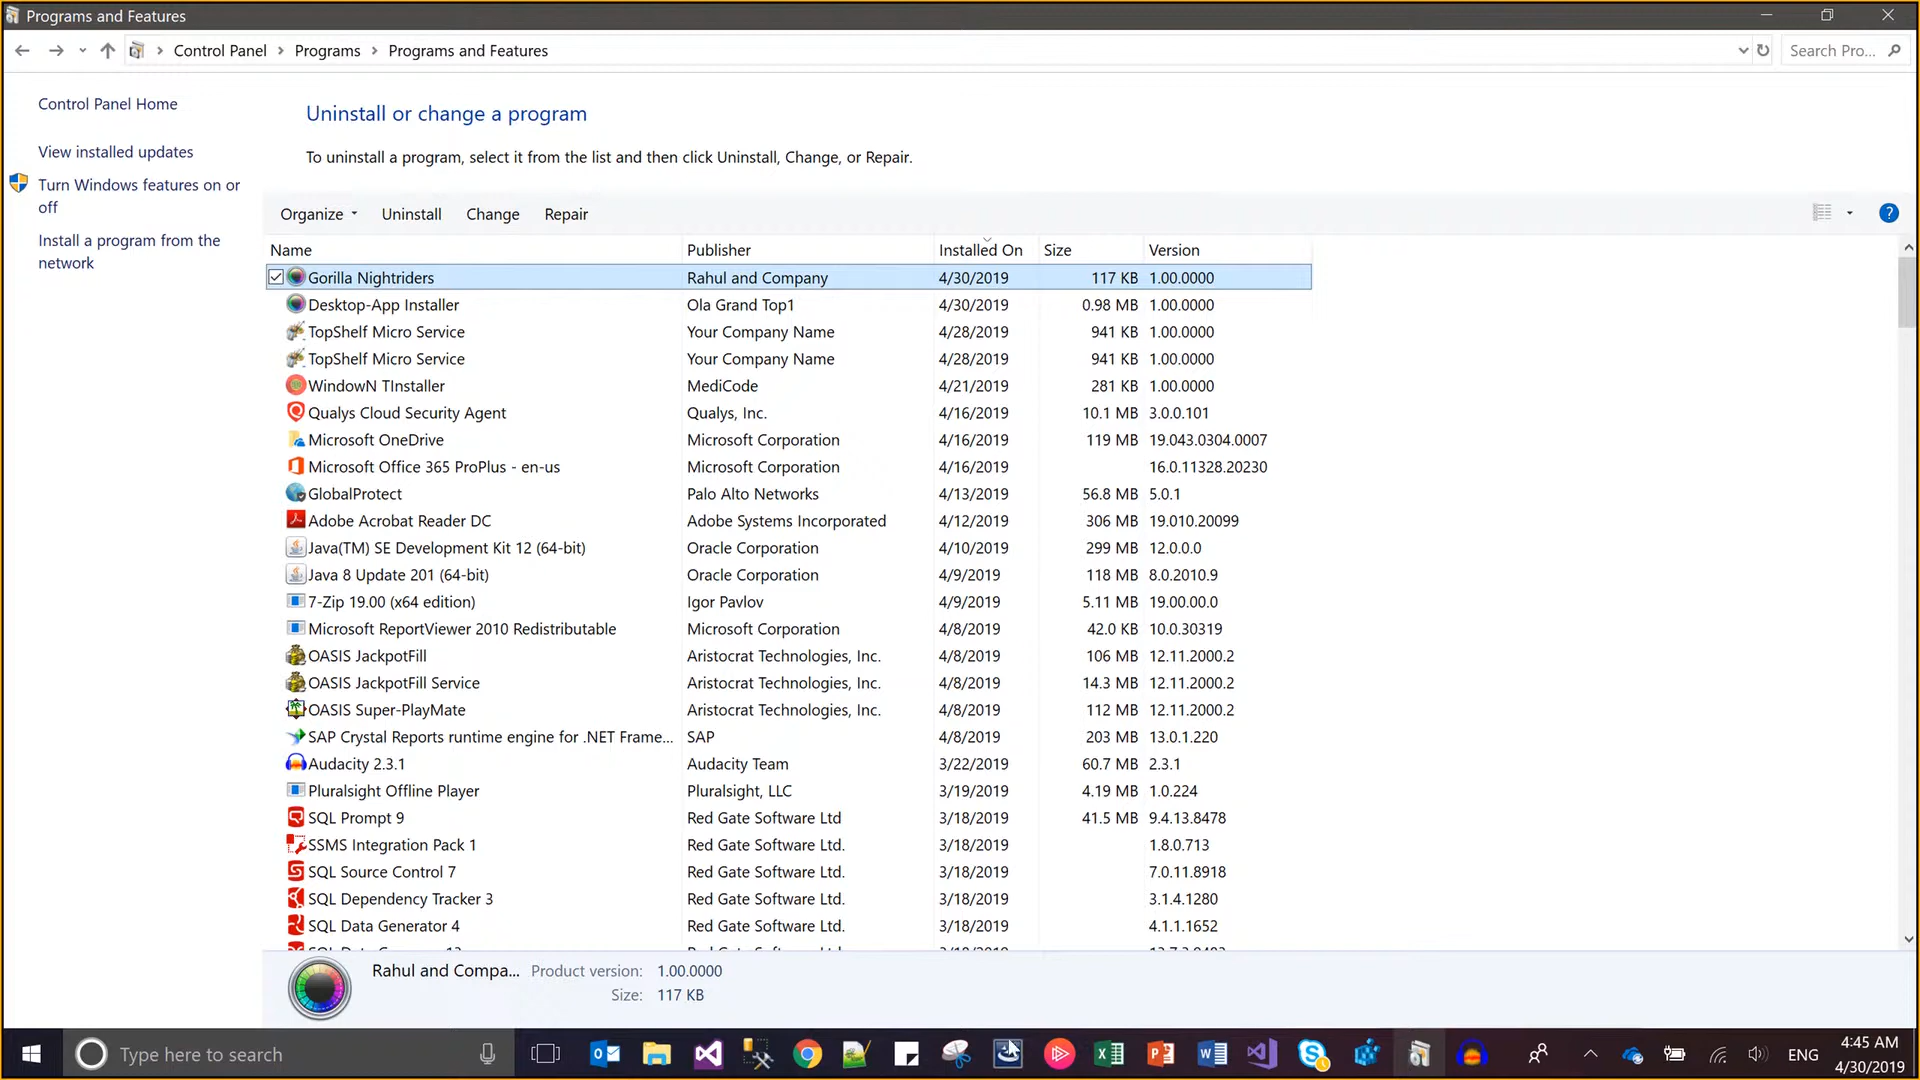 Programs and Features
Control Panel > Programs > Programs and Features
Search Pro...
Control Panel Home
View installed updates
Turn Windows features on or
off
Install a program from the
network
Uninstall or change a program
To uninstall a program, select it from the list and then click Uninstall, Change, or Repair.
Organize Uninstall Change Repair
?
Name Publisher Installed On Size Version
Gorilla Nightriders Rahul and Company 4/30/2019 117 KB 1.00.0000
Desktop-App Installer Ola Grand Top1 4/30/2019 0.98 MB 1.00.0000
TopShelf Micro Service Your Company Name 4/28/2019 941 KB 1.00.0000
TopShelf Micro Service Your Company Name 4/28/2019 941 KB 1.00.0000
WindowN TInstaller MediCode 4/21/2019 281 KB 1.00.0000
Qualys Cloud Security Agent Qualys, Inc. 4/16/2019 10.1 MB 3.0.0.101
Microsoft OneDrive Microsoft Corporation 4/16/2019 119 MB 19.043.0304.0007
Microsoft Office 365 ProPlus - en-us Microsoft Corporation 4/16/2019 16.0.11328.20230
GlobalProtect Palo Alto Networks 4/13/2019 56.8 MB 5.0.1
Adobe Acrobat Reader DC Adobe Systems Incorporated 4/12/2019 306 MB 19.010.20099
Java(TM) SE Development Kit 12 (64-bit) Oracle Corporation 4/10/2019 299 MB 12.0.0.0
Java 8 Update 201 (64-bit) Oracle Corporation 4/9/2019 118 MB 8.0.2010.9
7-Zip 19.00 (x64 edition) Igor Pavlov 4/9/2019 5.11 MB 19.00.00.0
Microsoft ReportViewer 2010 Redistributable Microsoft Corporation 4/8/2019 42.0 KB 10.0.30319
OASIS JackpotFill Aristocrat Technologies, Inc. 4/8/2019 106 MB 12.11.2000.2
OASIS JackpotFill Service Aristocrat Technologies, Inc. 4/8/2019 14.3 MB 12.11.2000.2
OASIS Super-PlayMate Aristocrat Technologies, Inc. 4/8/2019 112 MB 12.11.2000.2
SAP Crystal Reports runtime engine for .NET Frame... SAP 4/8/2019 203 MB 13.0.1.220
Audacity 2.3.1 Audacity Team 3/22/2019 60.7 MB 2.3.1
Pluralsight Offline Player Pluralsight, LLC 3/19/2019 4.19 MB 1.0.224
SQL Prompt 9 Red Gate Software Ltd 3/18/2019 41.5 MB 9.4.13.8478
SSMS Integration Pack 1 Red Gate Software Ltd. 3/18/2019 1.8.0.713
SQL Source Control 7 Red Gate Software Ltd. 3/18/2019 7.0.11.8918
SQL Dependency Tracker 3 Red Gate Software Ltd. 3/18/2019 3.1.4.1280
SQL Data Generator 4 Red Gate Software Ltd. 3/18/2019 4.1.1.1652
Rahul and Compa... Product version: 1.00.0000
Size: 117 KB
Type here to search
ENG
4:45 AM
4/30/2019